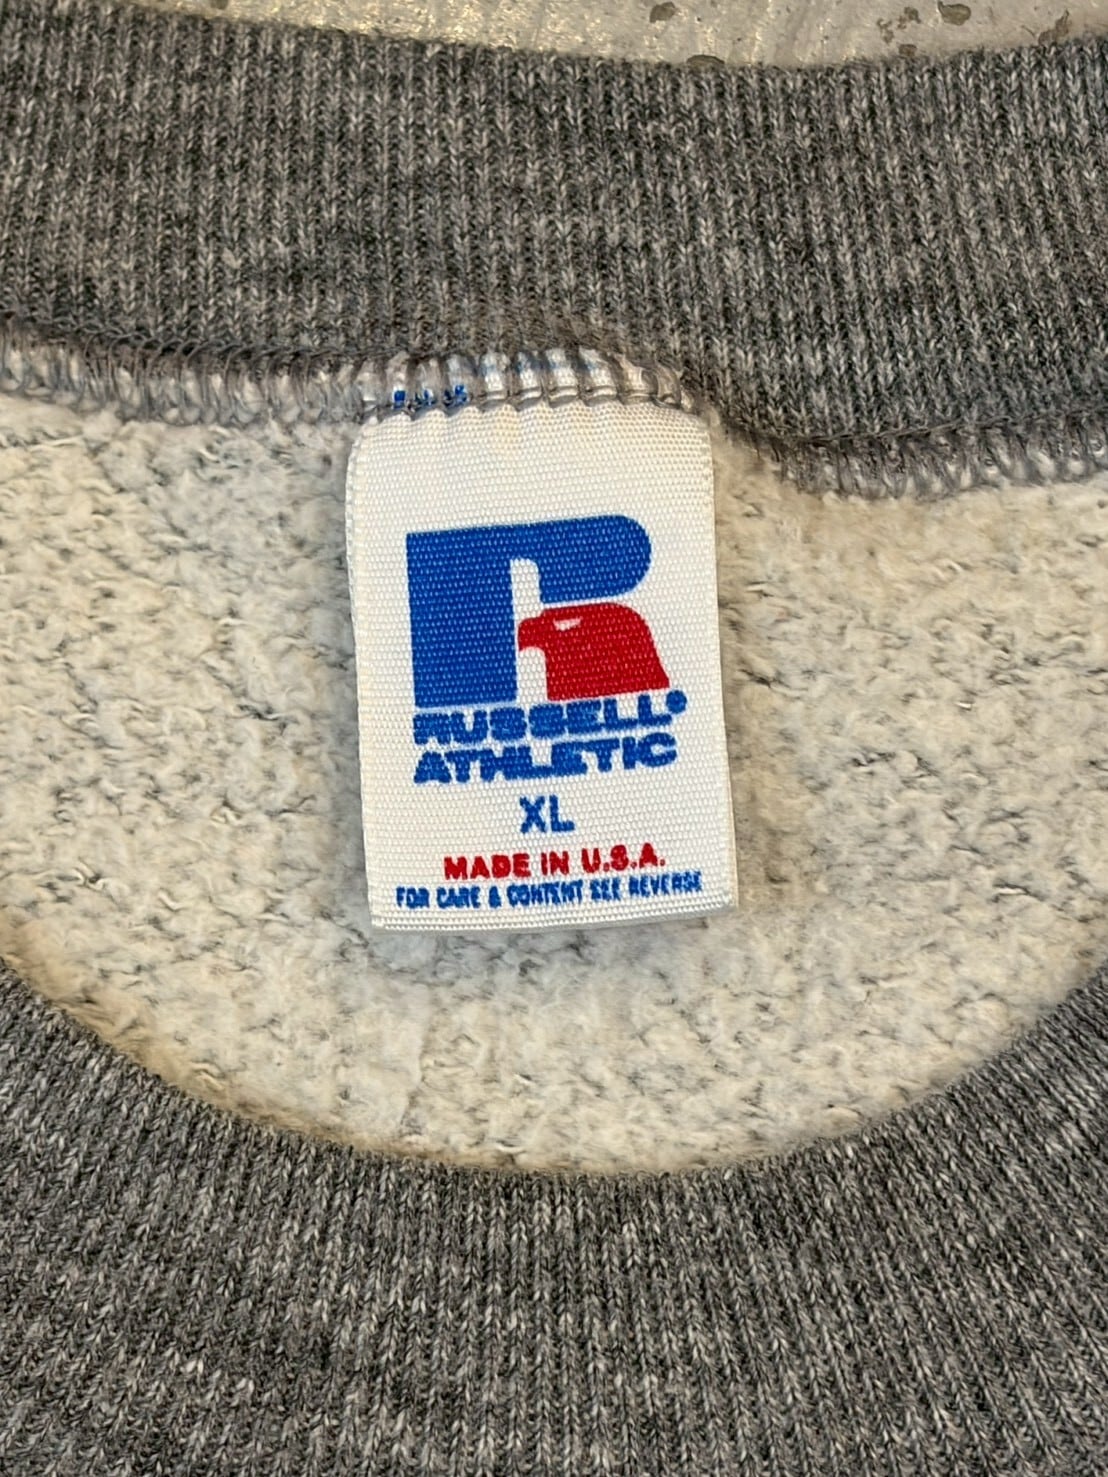 RUSSELL®
ATHLETIC
XL
MADE IN U.S.A.
FOR CARE & CONTENT SEE REVERSE